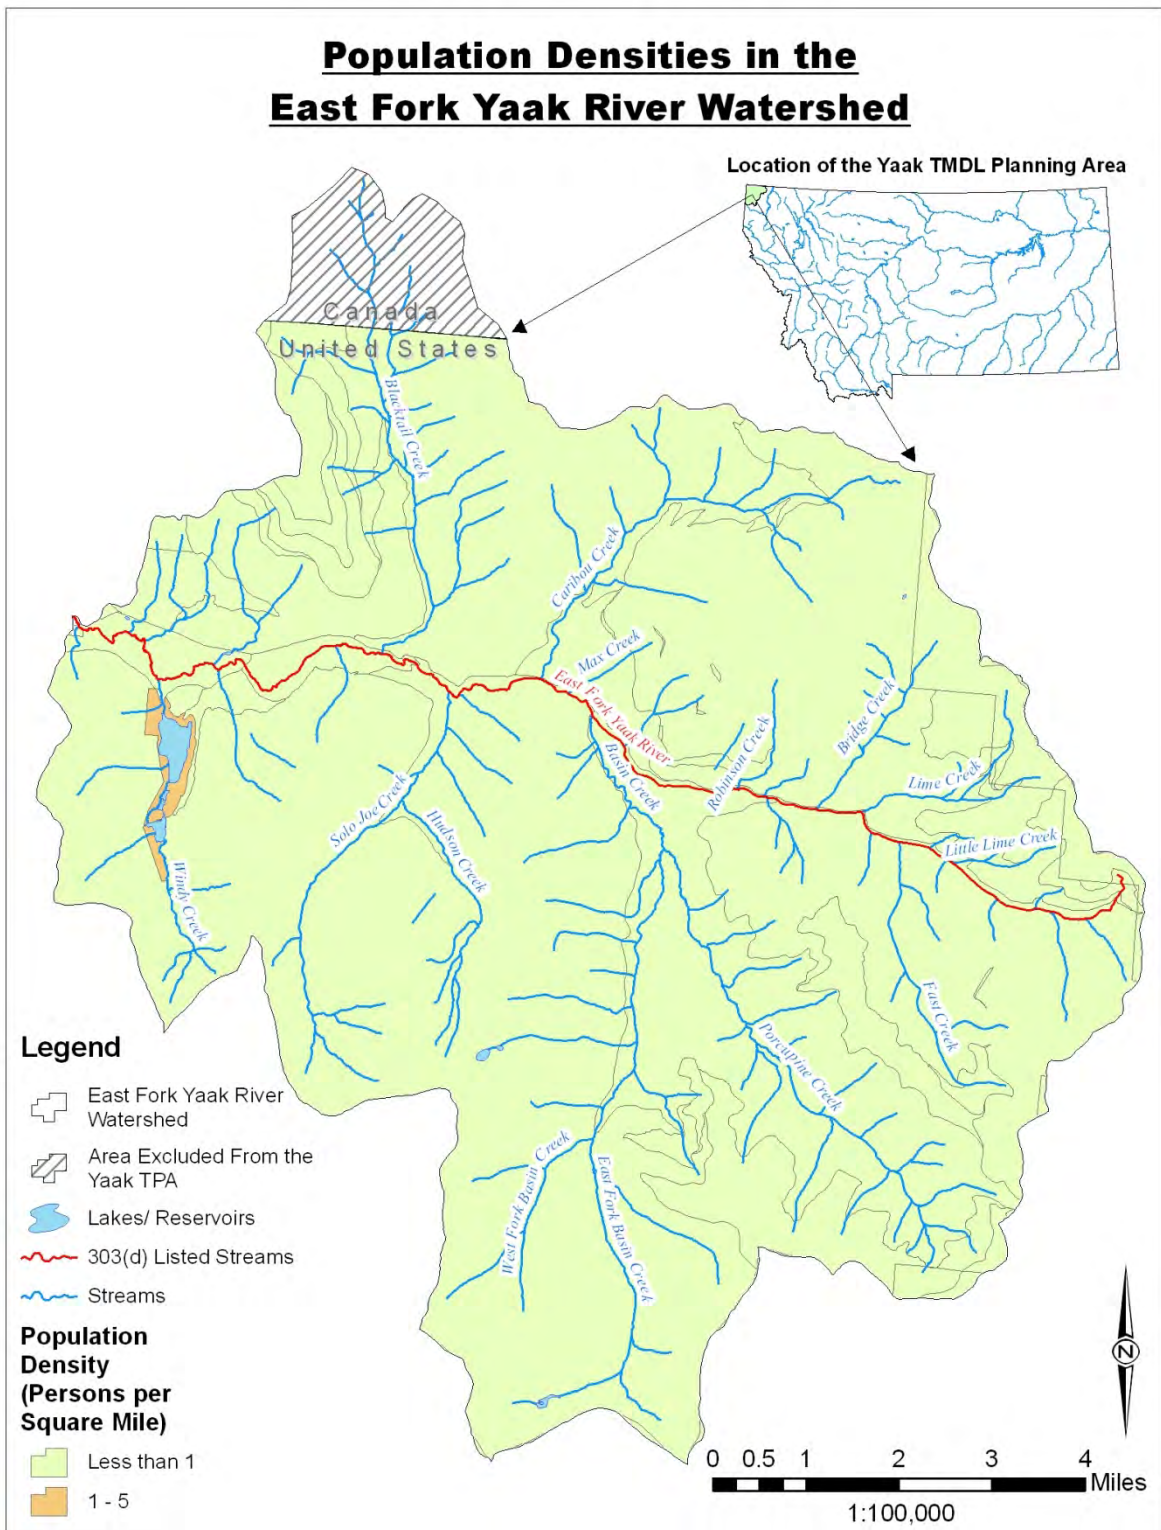 Population Densities in the
East Fork Yaak River Watershed
Location of the Yaak TMDL Planning Area
Canada
United States
Blacktail Creek
Caribou Creek
Max Creek
East Fork Yaak River
Basin Creek
Robinson Creek
Bridge Creek
Lime Creek
Little Lime Creek
Solo Joe Creek
Hudson Creek
Windy Creek
East Creek
Porcupine Creek
West Fork Basin Creek
East Fork Basin Creek
Legend
East Fork Yaak River
Watershed
Area Excluded From the
Yaak TPA
Lakes/ Reservoirs
303(d) Listed Streams
Streams
Population
Density
(Persons per
Square Mile)
Less than 1
1 - 5
N
0 0.5 1 2 3 4
Miles
1:100,000